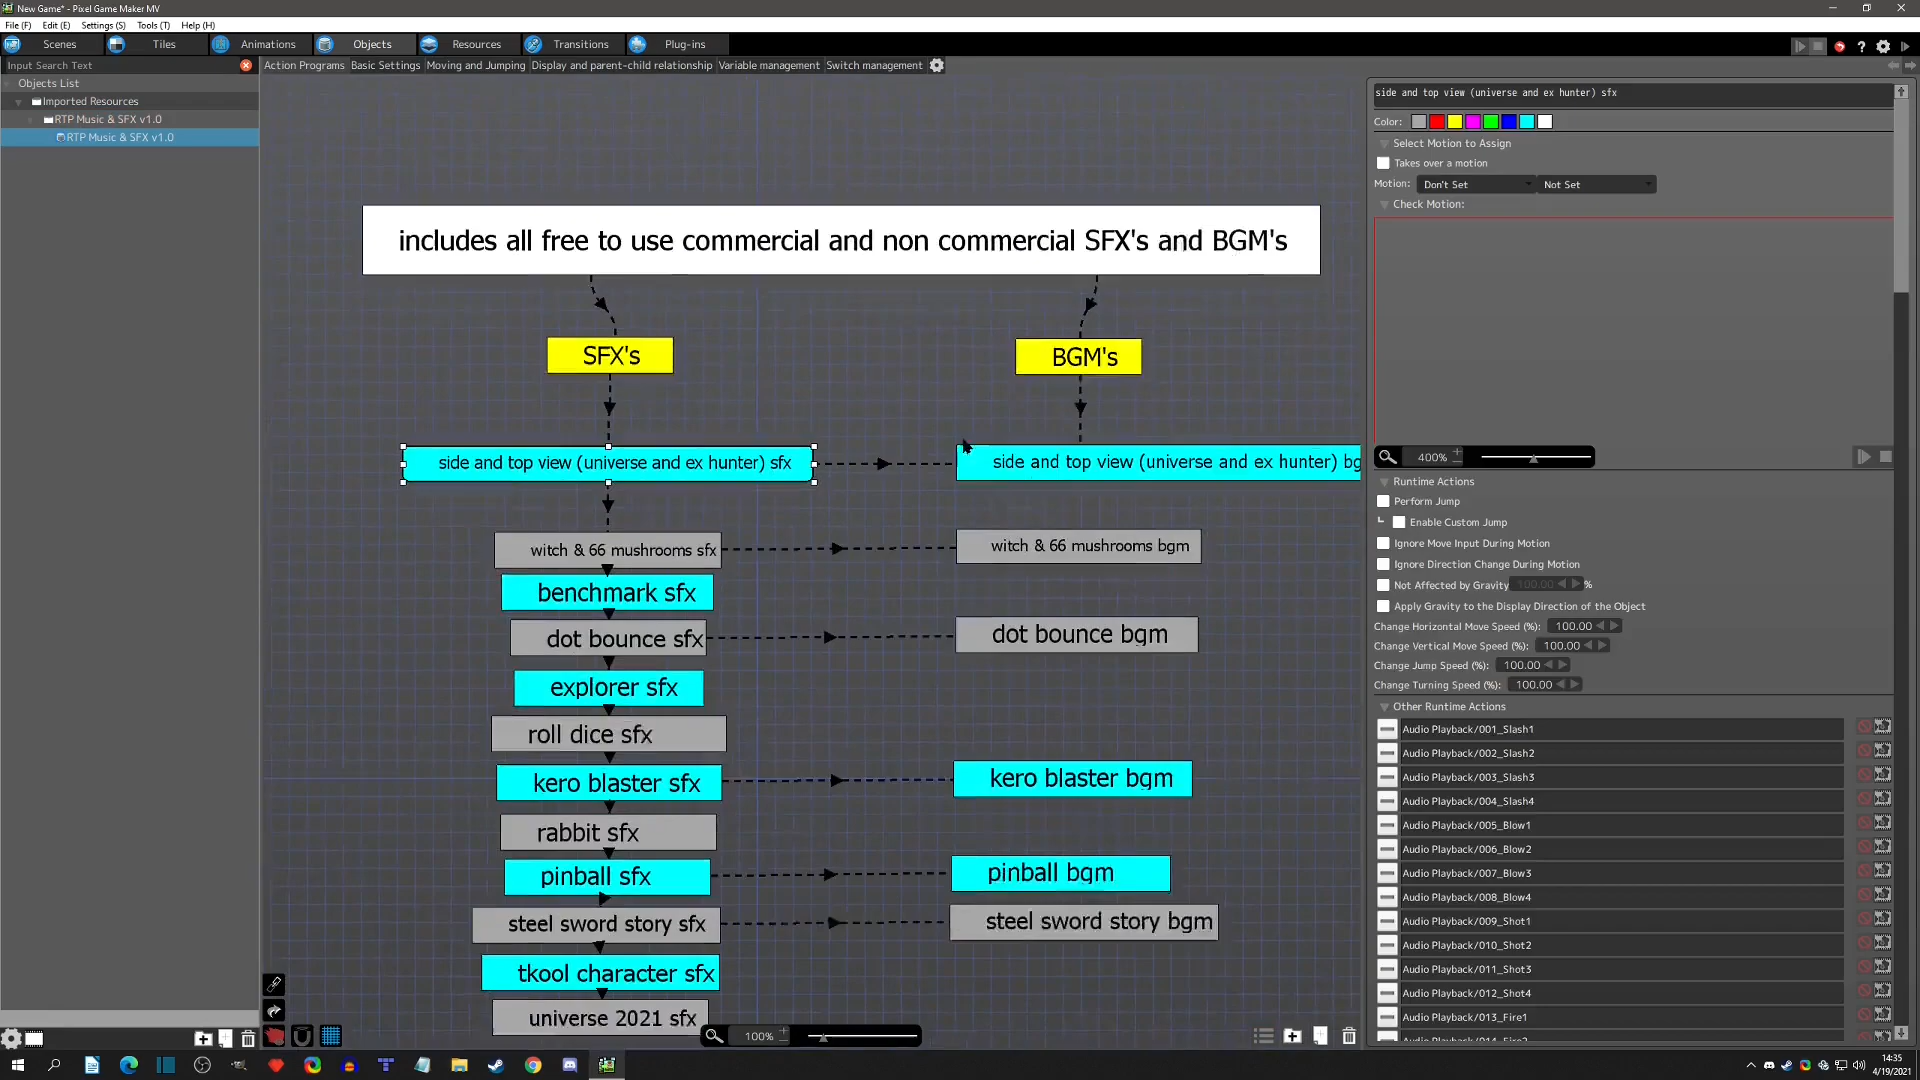 New Game* - Pixel Game Maker MV
File (F) Edit (E) Settings (S) Tools (T) Help (H)
Scenes Tiles Animations Objects Resources Transitions Plug-ins
Input Search Text
Action Programs Basic Settings Moving and Jumping Display and parent-child relationship Variable management Switch management
Objects List
Imported Resources
RTP Music & SFX v1.0
RTP Music & SFX v1.0
includes all free to use commercial and non commercial SFX's and BGM's
SFX's
BGM's
side and top view (universe and ex hunter) sfx
side and top view (universe and ex hunter) bg
witch & 66 mushrooms sfx
witch & 66 mushrooms bgm
benchmark sfx
dot bounce sfx
dot bounce bgm
explorer sfx
roll dice sfx
kero blaster sfx
kero blaster bgm
rabbit sfx
pinball sfx
pinball bgm
steel sword story sfx
steel sword story bgm
tkool character sfx
universe 2021 sfx
100%
side and top view (universe and ex hunter) sfx
Color:
Select Motion to Assign
Takes over a motion
Motion: Don't Set Not Set
Check Motion:
400%
Runtime Actions
Perform Jump
Enable Custom Jump
Ignore Move Input During Motion
Ignore Direction Change During Motion
Not Affected by Gravity 100.00 %
Apply Gravity to the Display Direction of the Object
Change Horizontal Move Speed (%): 100.00
Change Vertical Move Speed (%): 100.00
Change Jump Speed (%): 100.00
Change Turning Speed (%): 100.00
Other Runtime Actions
Audio Playback/001_Slash1
Audio Playback/002_Slash2
Audio Playback/003_Slash3
Audio Playback/004_Slash4
Audio Playback/005_Blow1
Audio Playback/006_Blow2
Audio Playback/007_Blow3
Audio Playback/008_Blow4
Audio Playback/009_Shot1
Audio Playback/010_Shot2
Audio Playback/011_Shot3
Audio Playback/012_Shot4
Audio Playback/013_Fire1
Audio Playback/014_Fire2
14:35
4/19/2021